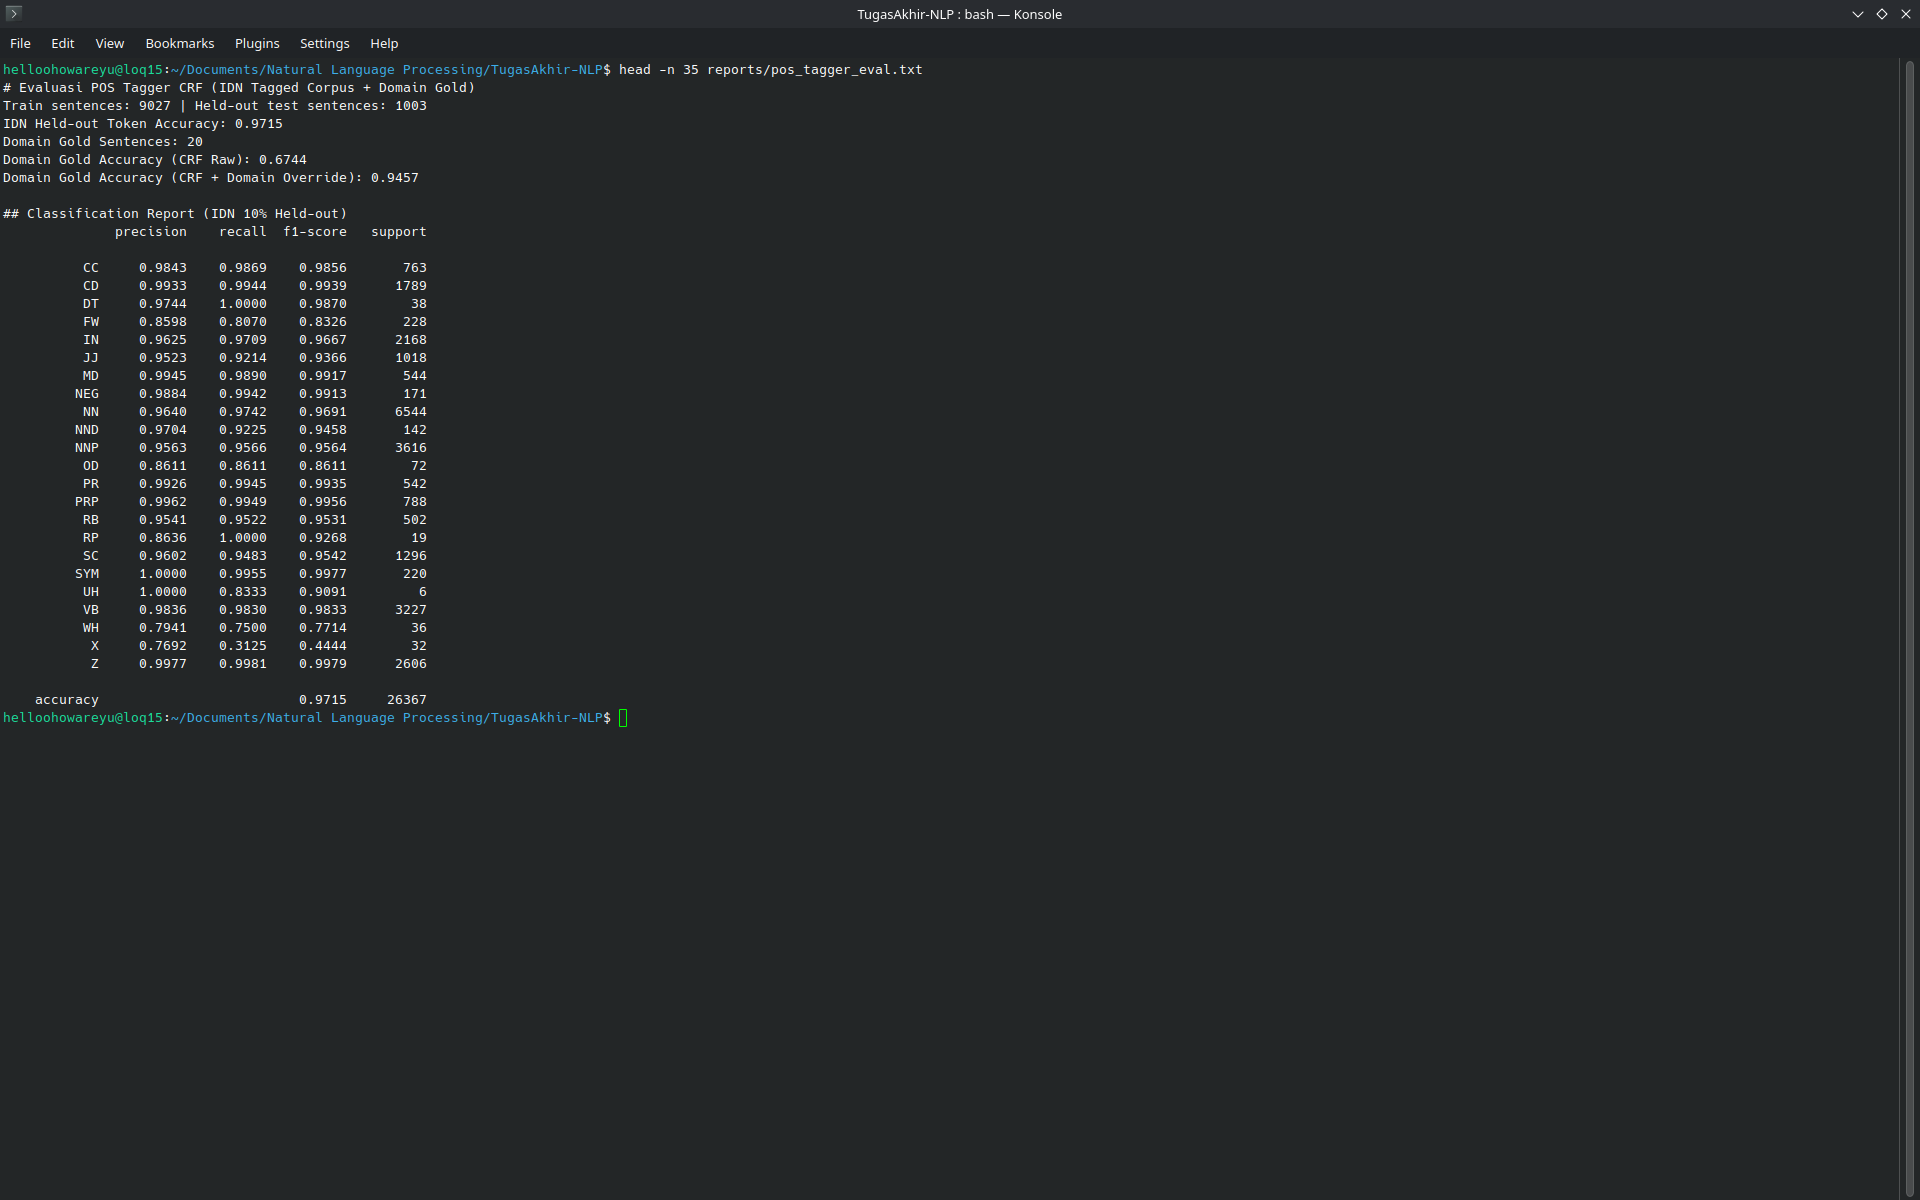 TugasAkhir-NLP : bash — Konsole
File Edit View Bookmarks Plugins Settings Help
helloohowareyu@loq15:~/Documents/Natural Language Processing/TugasAkhir-NLP$ head -n 35 reports/pos_tagger_eval.txt
# Evaluasi POS Tagger CRF (IDN Tagged Corpus + Domain Gold)
Train sentences: 9027 | Held-out test sentences: 1003
IDN Held-out Token Accuracy: 0.9715
Domain Gold Sentences: 20
Domain Gold Accuracy (CRF Raw): 0.6744
Domain Gold Accuracy (CRF + Domain Override): 0.9457
## Classification Report (IDN 10% Held-out)
precision recall f1-score support
CC 0.9843 0.9869 0.9856 763
CD 0.9933 0.9944 0.9939 1789
DT 0.9744 1.0000 0.9870 38
FW 0.8598 0.8070 0.8326 228
IN 0.9625 0.9709 0.9667 2168
JJ 0.9523 0.9214 0.9366 1018
MD 0.9945 0.9890 0.9917 544
NEG 0.9884 0.9942 0.9913 171
NN 0.9640 0.9742 0.9691 6544
NND 0.9704 0.9225 0.9458 142
NNP 0.9563 0.9566 0.9564 3616
OD 0.8611 0.8611 0.8611 72
PR 0.9926 0.9945 0.9935 542
PRP 0.9962 0.9949 0.9956 788
RB 0.9541 0.9522 0.9531 502
RP 0.8636 1.0000 0.9268 19
SC 0.9602 0.9483 0.9542 1296
SYM 1.0000 0.9955 0.9977 220
UH 1.0000 0.8333 0.9091 6
VB 0.9836 0.9830 0.9833 3227
WH 0.7941 0.7500 0.7714 36
X 0.7692 0.3125 0.4444 32
Z 0.9977 0.9981 0.9979 2606
accuracy 0.9715 26367
helloohowareyu@loq15:~/Documents/Natural Language Processing/TugasAkhir-NLP$